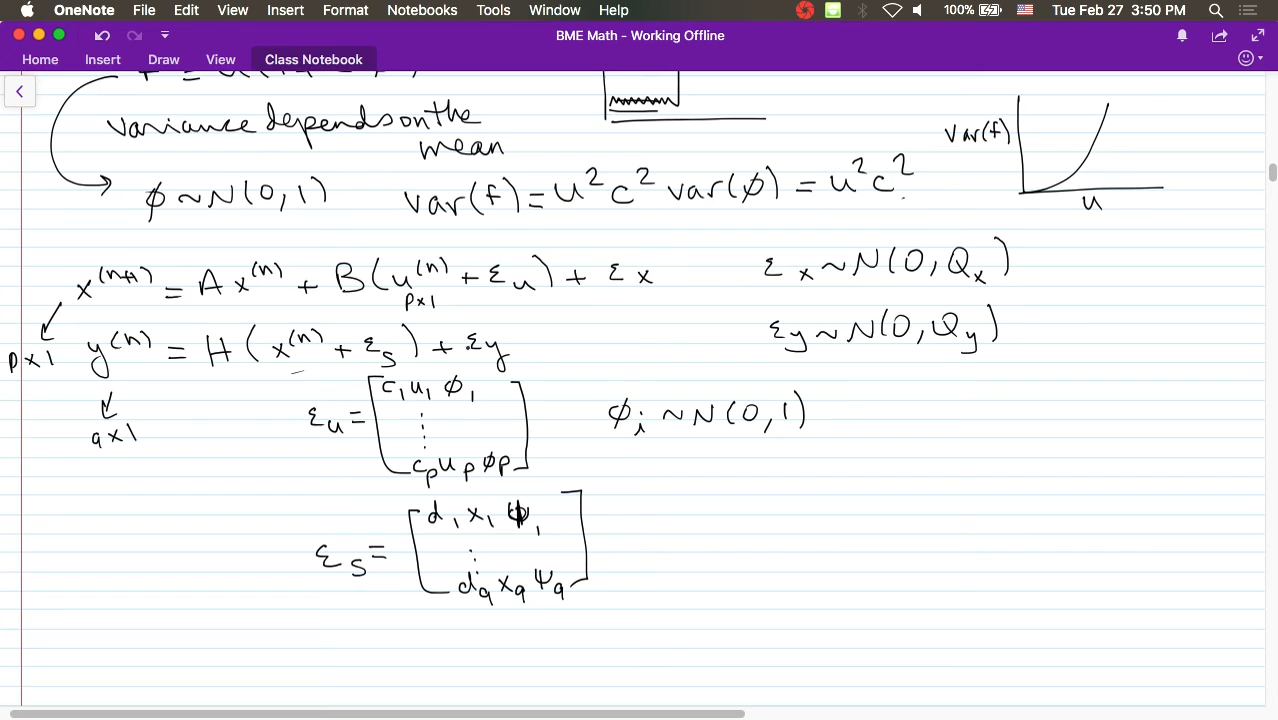 OneNote File Edit View Insert Format Notebooks Tools Window Help 100% Tue Feb 27 3:50 PM
BME Math - Working Offline
Home Insert Draw View Class Notebook
variance depends on the
mean
var(f)
u
ϕ ~ N(0,1) var(f) = u²c² var(ϕ) = u²c²
x^(n+1) = A x^(n) + B(u^(n) + ε_u) + ε_x ε_x ~ N(0, Q_x)
p×1
p×1
y^(n) = H(x^(n) + ε_s) + ε_y ε_y ~ N(0, Q_y)
q×1
ε_u = [c₁u₁ϕ₁ ⋮ c_p u_p ϕ_p] ϕ_i ~ N(0,1)
ε_s = [d₁ x₁ ψ₁ ⋮ d_q x_q ψ_q]